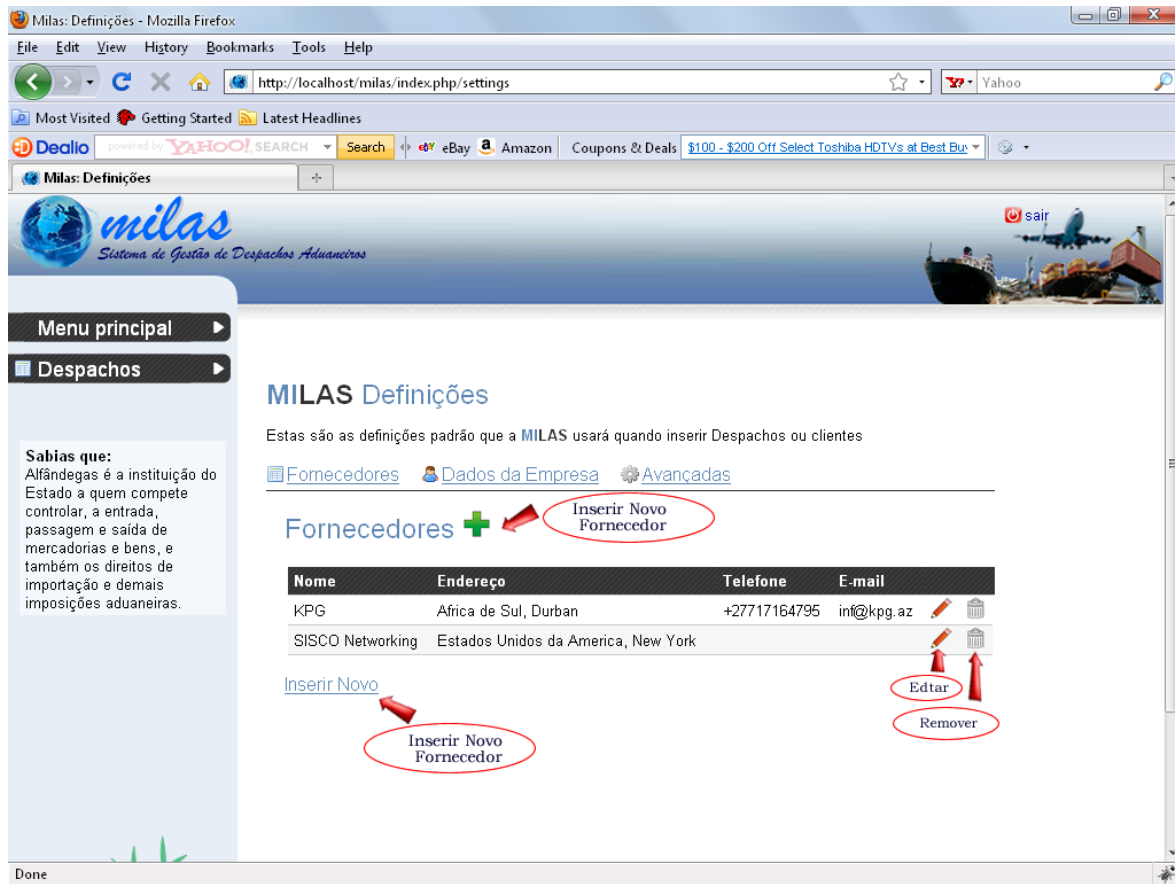 Milas: Definições - Mozilla Firefox
File Edit View History Bookmarks Tools Help
http://localhost/milas/index.php/settings
Yahoo
Most Visited Getting Started Latest Headlines
Dealio powered by YAHOO! SEARCH Search eBay Amazon Coupons & Deals $100 - $200 Off Select Toshiba HDTVs at Best Buy
Milas: Definições
milas
Sistema de Gestão de Despachos Aduaneiros
sair
Menu principal
Despachos
Sabias que:
Alfândegas é a instituição do
Estado a quem compete
controlar, a entrada,
passagem e saída de
mercadorias e bens, e
também os direitos de
importação e demais
imposições aduaneiras.
MILAS Definições
Estas são as definições padrão que a MILAS usará quando inserir Despachos ou clientes
Fornecedores Dados da Empresa Avançadas
Fornecedores
Inserir Novo
Fornecedor
Nome Endereço Telefone E-mail
KPG Africa de Sul, Durban +27717164795 inf@kpg.az
SISCO Networking Estados Unidos da America, New York
Inserir Novo
Edtar
Remover
Inserir Novo
Fornecedor
Done